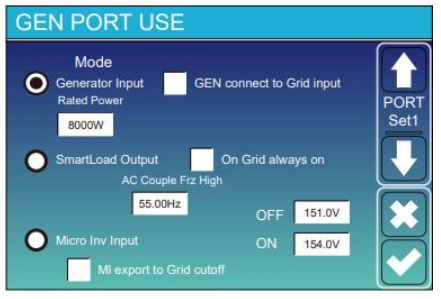 GEN PORT USE
Mode
Generator Input GEN connect to Grid input
Rated Power
8000W
PORT
Set1
SmartLoad Output On Grid always on
AC Couple Frz High
55.00Hz
OFF 151.0V
Micro Inv Input ON 154.0V
MI export to Grid cutoff